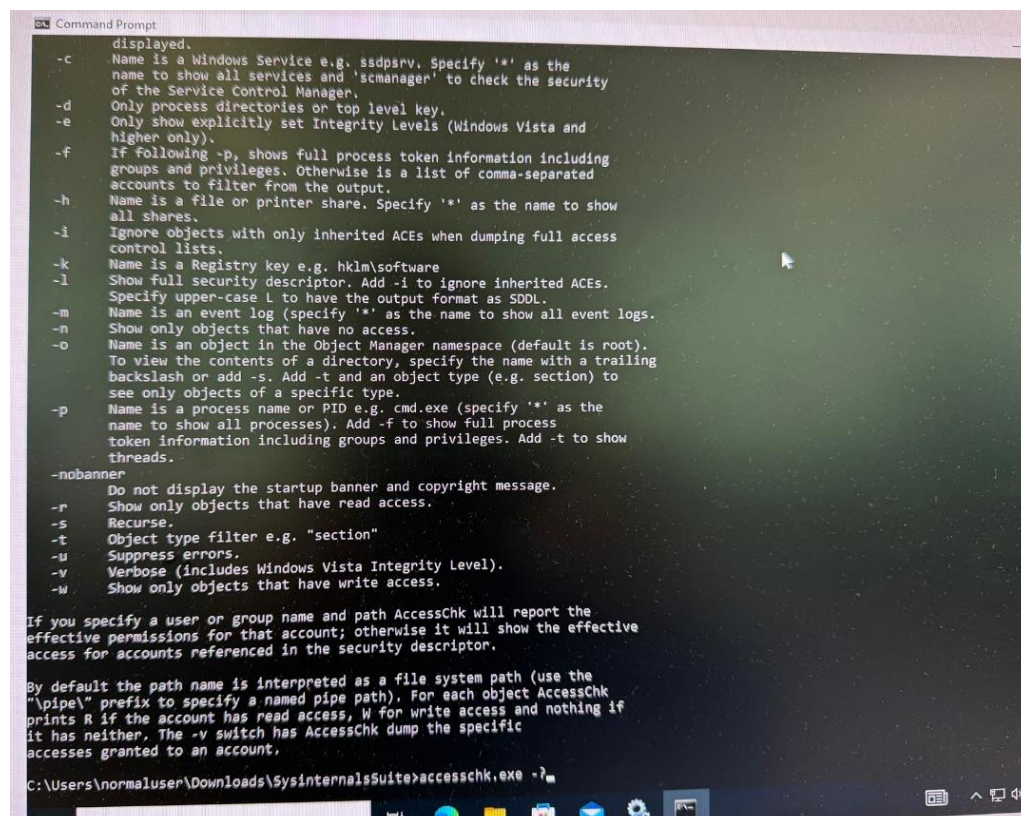 Command Prompt
displayed.
-c Name is a Windows Service e.g. ssdpsrv. Specify '*' as the
name to show all services and 'scmanager' to check the security
of the Service Control Manager.
-d Only process directories or top level key.
-e Only show explicitly set Integrity Levels (Windows Vista and
higher only).
-f If following -p, shows full process token information including
groups and privileges. Otherwise is a list of comma-separated
accounts to filter from the output.
-h Name is a file or printer share. Specify '*' as the name to show
all shares.
-i Ignore objects with only inherited ACEs when dumping full access
control lists.
-k Name is a Registry key e.g. hklm\software
-l Show full security descriptor. Add -i to ignore inherited ACEs.
Specify upper-case L to have the output format as SDDL.
-m Name is an event log (specify '*' as the name to show all event logs.
-n Show only objects that have no access.
-o Name is an object in the Object Manager namespace (default is root).
To view the contents of a directory, specify the name with a trailing
backslash or add -s. Add -t and an object type (e.g. section) to
see only objects of a specific type.
-p Name is a process name or PID e.g. cmd.exe (specify '*' as the
name to show all processes). Add -f to show full process
token information including groups and privileges. Add -t to show
threads.
-nobanner
Do not display the startup banner and copyright message.
-r Show only objects that have read access.
-s Recurse.
-t Object type filter e.g. "section"
-u Suppress errors.
-v Verbose (includes Windows Vista Integrity Level).
-w Show only objects that have write access.
If you specify a user or group name and path AccessChk will report the
effective permissions for that account; otherwise it will show the effective
access for accounts referenced in the security descriptor.
By default the path name is interpreted as a file system path (use the
"\pipe\" prefix to specify a named pipe path). For each object AccessChk
prints R if the account has read access, W for write access and nothing if
it has neither. The -v switch has AccessChk dump the specific
accesses granted to an account.
C:\Users\normaluser\Downloads\SysinternalsSuite>accesschk.exe -?